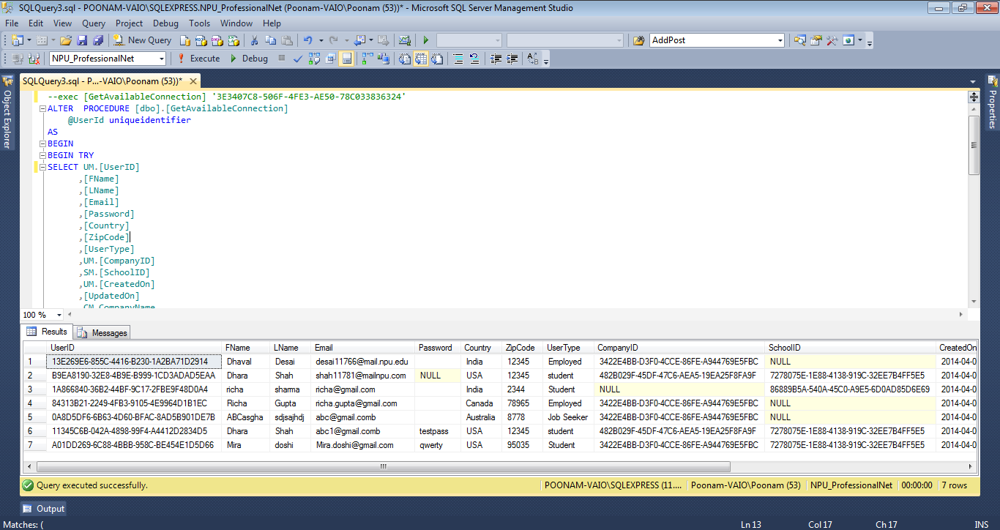 SQLQuery3.sql - POONAM-VAIO\SQLEXPRESS.NPU_ProfessionalNet (Poonam-VAIO\Poonam (53))* - Microsoft SQL Server Management Studio
File Edit View Query Project Debug Tools Window Help
New Query AddPost
NPU_ProfessionalNet Execute Debug
SQLQuery3.sql - P...-VAIO\Poonam (53))*
Object Explorer
Properties
--exec [GetAvailableConnection] '3E3407C8-506F-4FE3-AE50-78C033836324'
ALTER PROCEDURE [dbo].[GetAvailableConnection]
@UserId uniqueidentifier
AS
BEGIN
BEGIN TRY
SELECT UM.[UserID]
,[FName]
,[LName]
,[Email]
,[Password]
,[Country]
,[ZipCode]
,[UserType]
,UM.[CompanyID]
,SM.[SchoolID]
,UM.[CreatedOn]
,[UpdatedOn]
CM.CompanyName
100 %
Results Messages
UserID FName LName Email Password Country ZipCode UserType CompanyID SchoolID CreatedOn
1 13E269E6-855C-4416-B230-1A2BA71D2914 Dhaval Desai desai11766@mail.npu.edu India 12345 Employed 3422E4BB-D3F0-4CCE-86FE-A944769E5FBC NULL 2014-04-0
2 B9EA8190-32E8-4B9E-B999-1CD3ADAD5EAA Dhara Shah shah11781@mailnpu.com NULL USA 12345 student 482B029F-45DF-47C6-AEA5-19EA25F8FA9F 7278075E-1E88-4138-919C-32EE7B4FF5E5 2014-04-0
3 1A866840-36B2-44BF-9C17-2FBE9F48D0A4 richa sharma richa@gmail.com India 2344 Student NULL 86889B5A-540A-45C0-A9E5-6D0AD85D6E69 2014-04-0
4 84313B21-2249-4FB3-9105-4E9964D1B1EC Richa Gupta richa.gupta@gmail.com Canada 78965 Employed 3422E4BB-D3F0-4CCE-86FE-A944769E5FBC NULL 2014-04-0
5 0A8D5DF6-6B63-4D60-BFAC-8AD5B901DE7B ABCasgha sdjsajhdj abc@gmail.comb Australia 8778 Job Seeker 3422E4BB-D3F0-4CCE-86FE-A944769E5FBC NULL 2014-04-0
6 11345C6B-042A-4898-99F4-A4412D2834D5 Dhara Shah abc1@gmail.comb testpass USA 12345 student 482B029F-45DF-47C6-AEA5-19EA25F8FA9F 7278075E-1E88-4138-919C-32EE7B4FF5E5 2014-04-0
7 A01DD269-6C88-4BBB-958C-BE454E1D5D66 Mira doshi Mira.doshi@gmail.com qwerty USA 95035 Student 3422E4BB-D3F0-4CCE-86FE-A944769E5FBC 7278075E-1E88-4138-919C-32EE7B4FF5E5 2014-04-0
Query executed successfully. POONAM-VAIO\SQLEXPRESS (11.... Poonam-VAIO\Poonam (53) NPU_ProfessionalNet 00:00:00 7 rows
Output
Matches: ( Ln 13 Col 17 Ch 17 INS